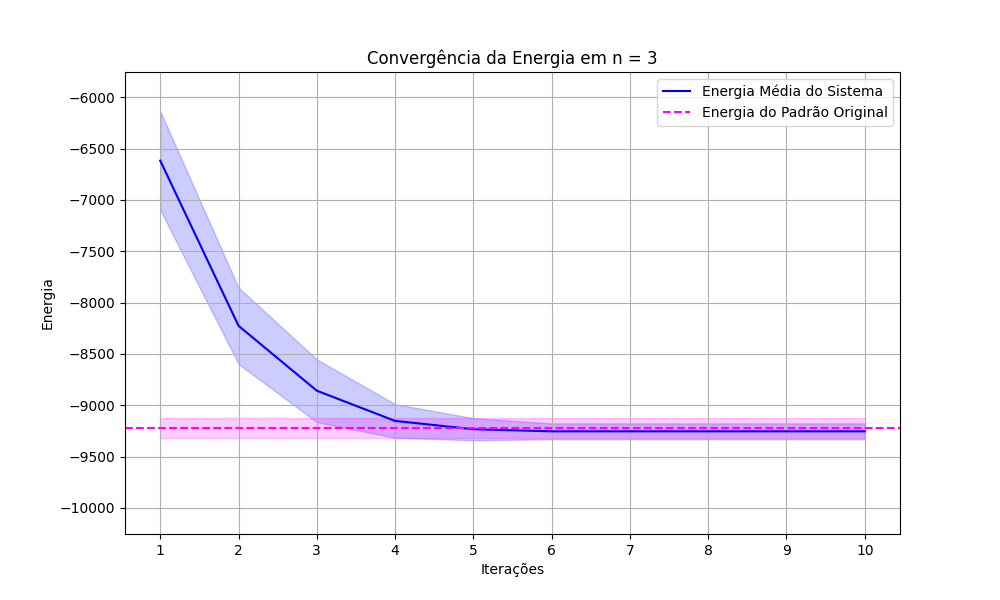 Convergência da Energia em n = 3
Energia Média do Sistema
Energia do Padrão Original
−6000
−6500
−7000
−7500
−8000
−8500
−9000
−9500
−10000
Energia
1 2 3 4 5 6 7 8 9 10
Iterações